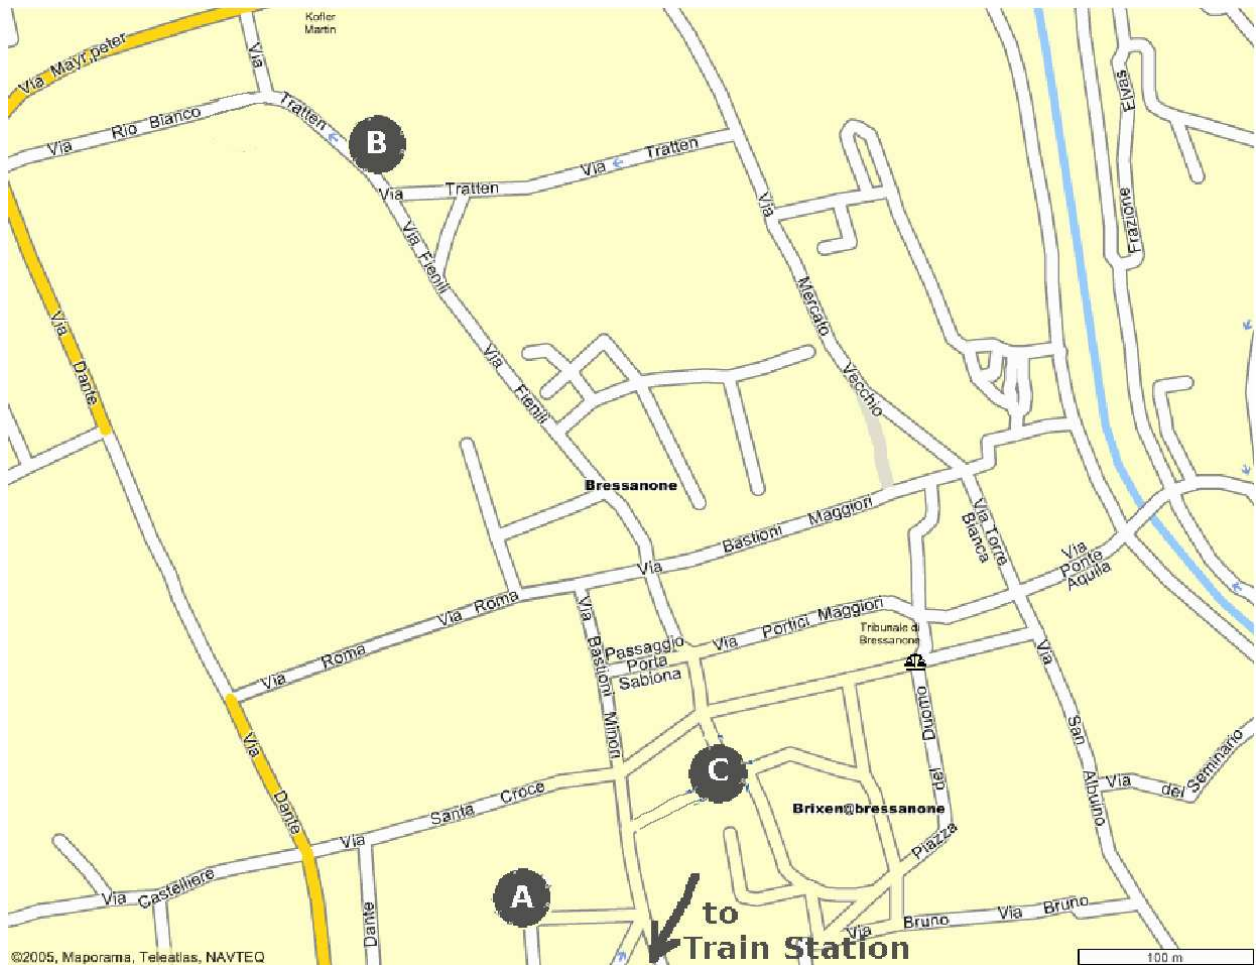 Kofler
Martin
Via Mayr,peter
Via
Tratten
Via Rio Bianco
B
Via Tratten
Via Tratten
Via
Elvas
Frazione
Via Fienili
Via
Dante
Mercato
Vecchio
Via
Fienili
Bressanone
Via Bastioni Maggiori
Via Torre
Bianca
Via
Ponte
Aquila
Via Roma
Via Roma
Via Bastioni Minori
Passaggio
Porta
Sabiona
Via Portici Maggiori
Tribunale di
Bressanone
Via San Albuino
Via
Dante
Piazza del Duomo
C
Via del Seminario
Brixen@bressanone
Via Santa Croce
Via Castelliere
A
Dante
to
Train Station
Via Bruno
Via Bruno
©2005, Maporama, Teleatlas, NAVTEQ
100 m